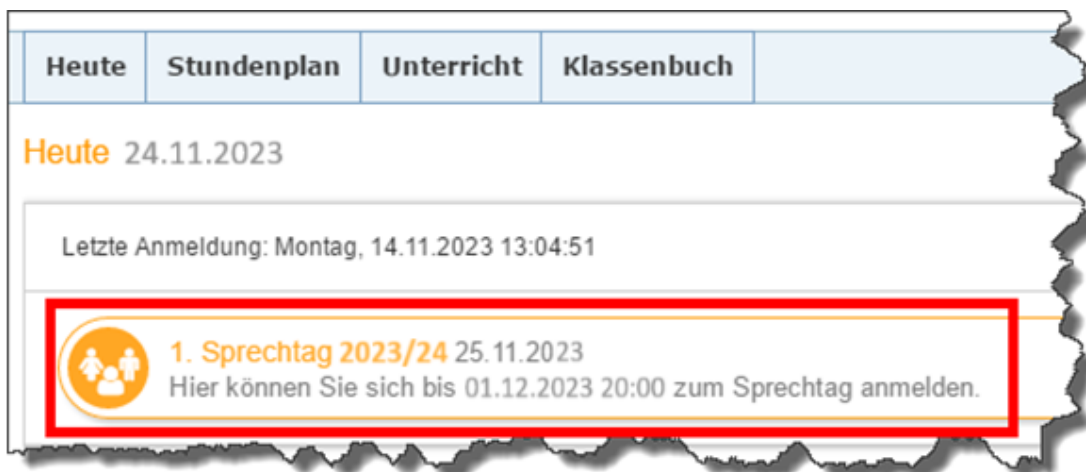 Heute Stundenplan Unterricht Klassenbuch
Heute 24.11.2023
Letzte Anmeldung: Montag, 14.11.2023 13:04:51
1. Sprechtag 2023/24 25.11.2023
Hier können Sie sich bis 01.12.2023 20:00 zum Sprechtag anmelden.